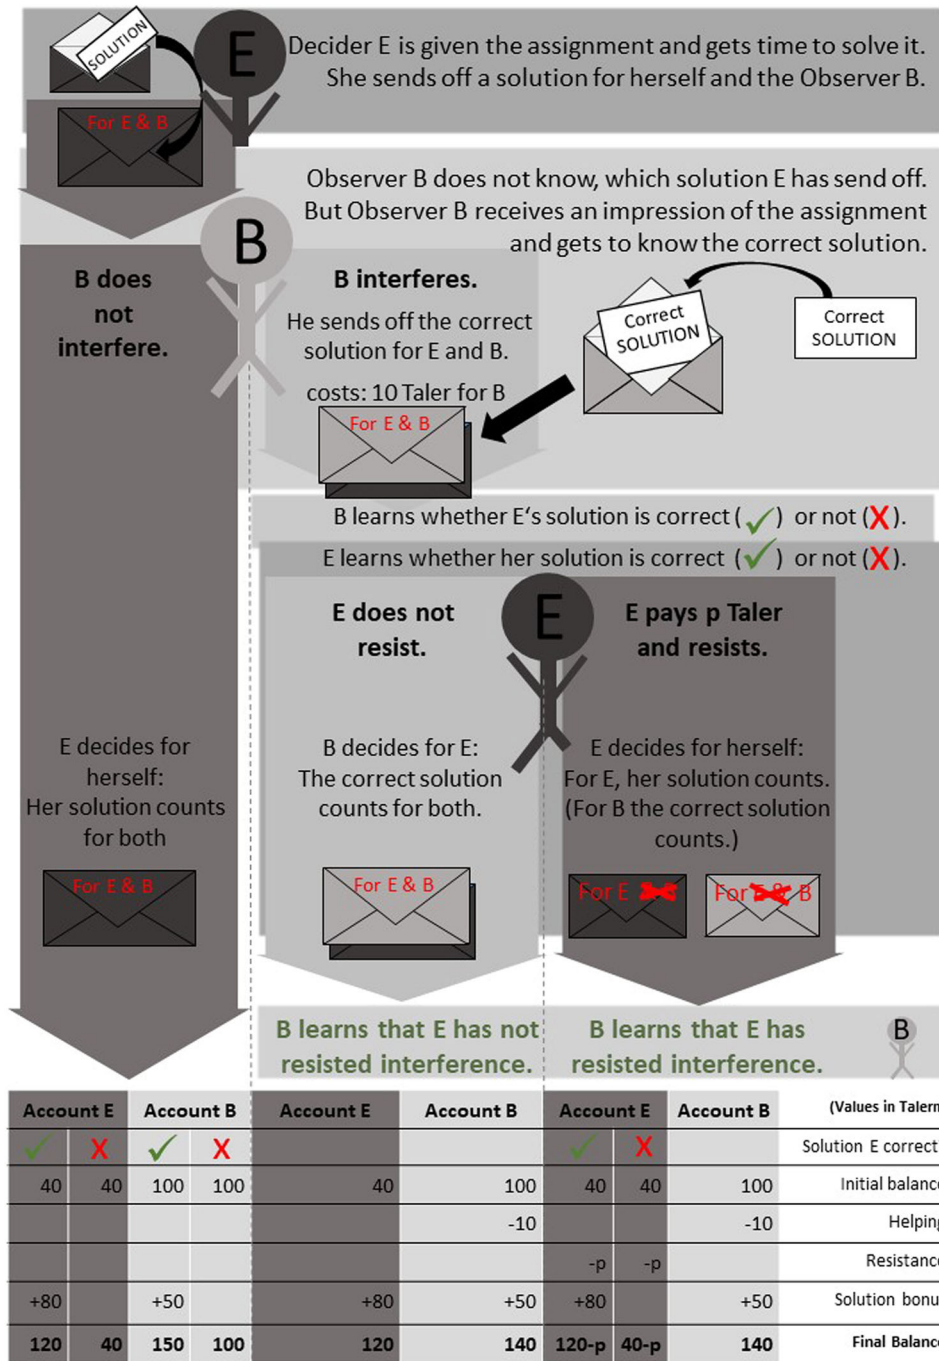 SOLUTION
E
Decider E is given the assignment and gets time to solve it.
She sends off a solution for herself and the Observer B.
For E & B
Observer B does not know, which solution E has send off.
But Observer B receives an impression of the assignment
and gets to know the correct solution.
B
B does
not
interfere.
B interferes.
He sends off the correct
solution for E and B.
costs: 10 Taler for B
For E & B
Correct
SOLUTION
Correct
SOLUTION
B learns whether E's solution is correct (✓) or not (X).
E learns whether her solution is correct (✓) or not (X).
E does not
resist.
E
E pays p Taler
and resists.
E decides for
herself:
Her solution counts
for both
For E & B
B decides for E:
The correct solution
counts for both.
For E & B
E decides for herself:
For E, her solution counts.
(For B the correct solution
counts.)
For E & B
For E & B
B learns that E has not
resisted interference.
B learns that E has
resisted interference.
B
Account E Account B Account E Account B Account E Account B (Values in Talern
✓ X ✓ X ✓ X Solution E correct
40 40 100 100 40 100 40 40 100 Initial balance
-10 -10 Helping
-p -p Resistance
+80 +50 +80 +50 +80 +50 Solution bonu
120 40 150 100 120 140 120-p 40-p 140 Final Balance